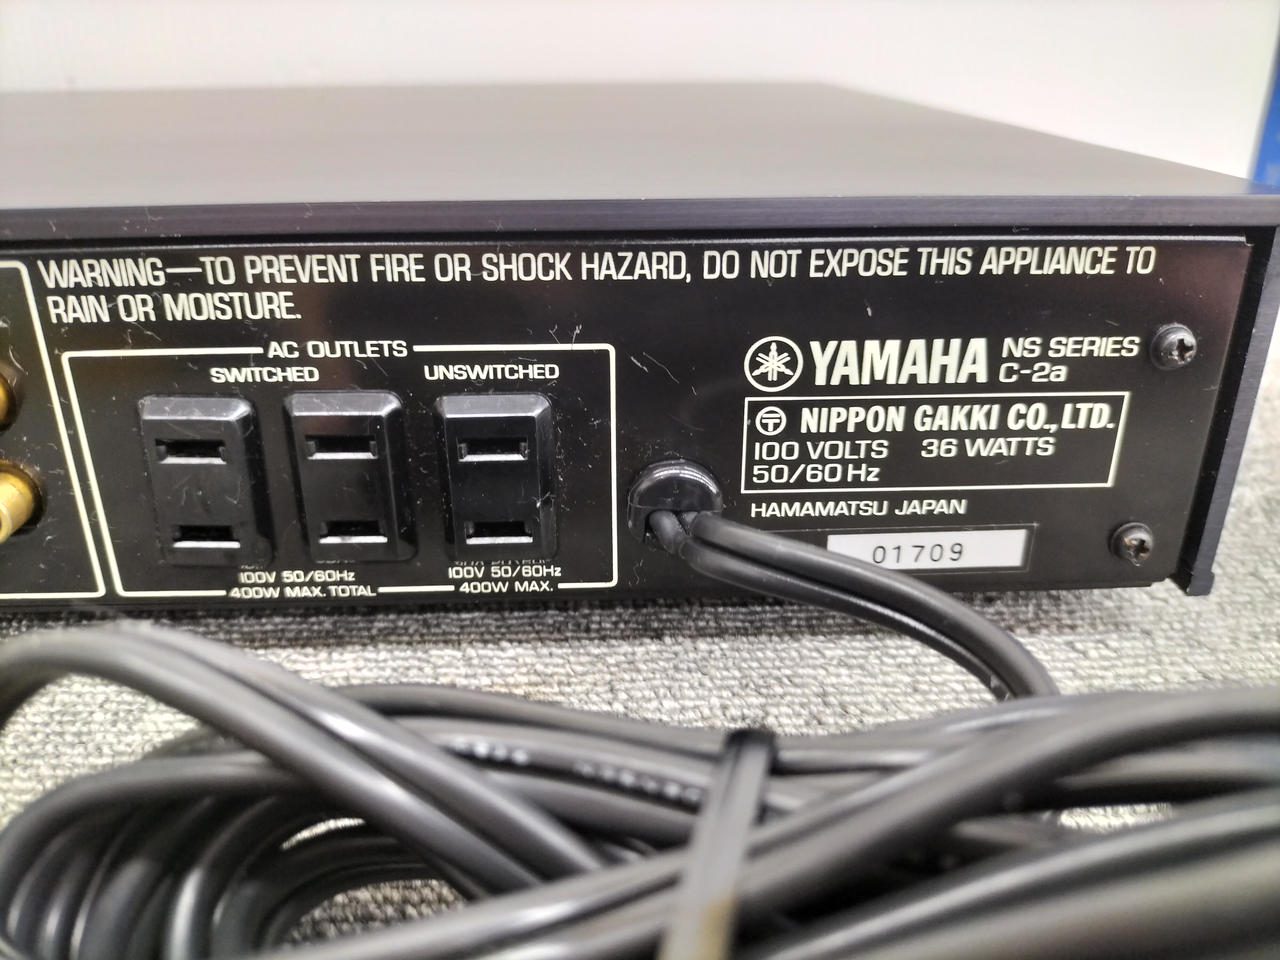 WARNING—TO PREVENT FIRE OR SHOCK HAZARD, DO NOT EXPOSE THIS APPLIANCE TO
RAIN OR MOISTURE.
AC OUTLETS
SWITCHED
UNSWITCHED
100V 50/60Hz
400W MAX. TOTAL
100V 50/60Hz
400W MAX.
YAMAHA NS SERIES
C-2a
〒 NIPPON GAKKI CO., LTD.
100 VOLTS 36 WATTS
50/60 Hz
HAMAMATSU JAPAN
01709